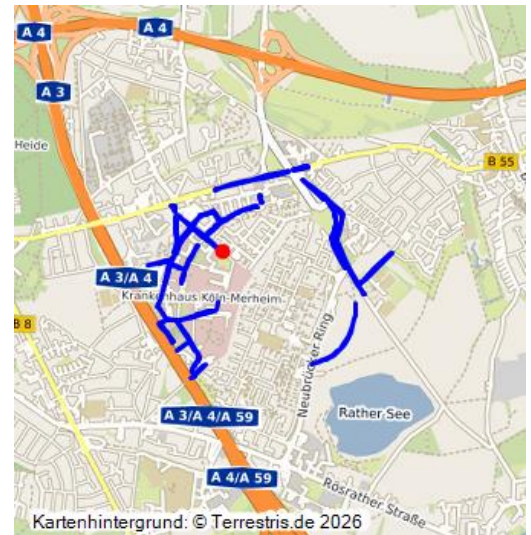 A 4
A 4
A 3
Heide
B 55
A 3/A 4
Krankenhaus Köln-Merheim
B 8
Neubrücker Ring
Rather See
A 3/A 4/A 59
A 4/A 59
Rösrather Straße
Kartenhintergrund: © Terrestris.de 2026